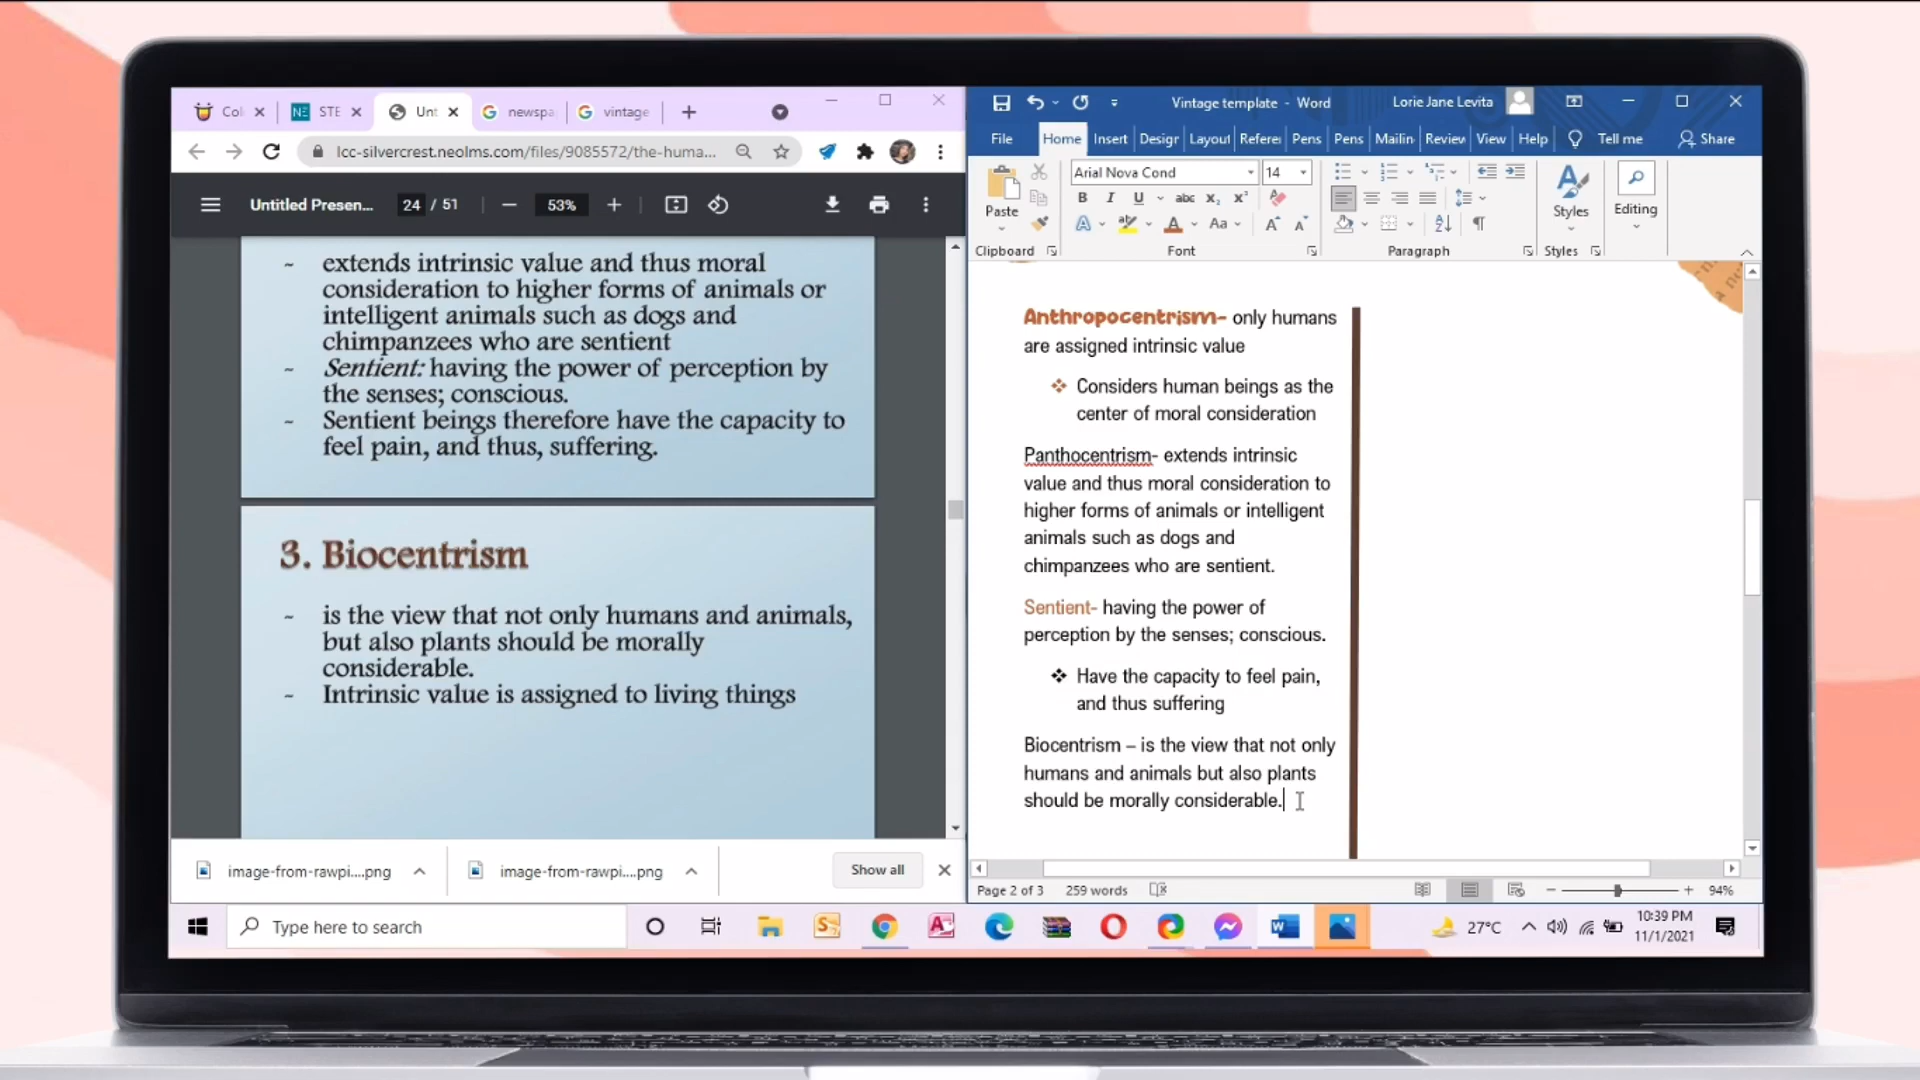 Col
STE
Unt
newspa
vintage
lcc-silvercrest.neolms.com/files/9085572/the-huma...
Untitled Presen... 24 / 51 53%
- extends intrinsic value and thus moral
consideration to higher forms of animals or
intelligent animals such as dogs and
chimpanzees who are sentient
- Sentient: having the power of perception by
the senses; conscious.
- Sentient beings therefore have the capacity to
feel pain, and thus, suffering.
3. Biocentrism
- is the view that not only humans and animals,
but also plants should be morally
considerable.
- Intrinsic value is assigned to living things
image-from-rawpi....png
image-from-rawpi....png
Show all
Vintage template - Word
Lorie Jane Levita
File Home Insert Design Layout Referen Pens Pens Mailin Review View Help Tell me Share
Paste
Clipboard
Arial Nova Cond 14
B I U abc x₂ x²
A Aa A A
Font
Paragraph
Styles
Styles
Editing
Anthropocentrism- only humans
are assigned intrinsic value
❖ Considers human beings as the
center of moral consideration
Panthocentrism- extends intrinsic
value and thus moral consideration to
higher forms of animals or intelligent
animals such as dogs and
chimpanzees who are sentient.
Sentient- having the power of
perception by the senses; conscious.
❖ Have the capacity to feel pain,
and thus suffering
Biocentrism – is the view that not only
humans and animals but also plants
should be morally considerable.
Page 2 of 3 259 words
94%
Type here to search
27°C
10:39 PM
11/1/2021